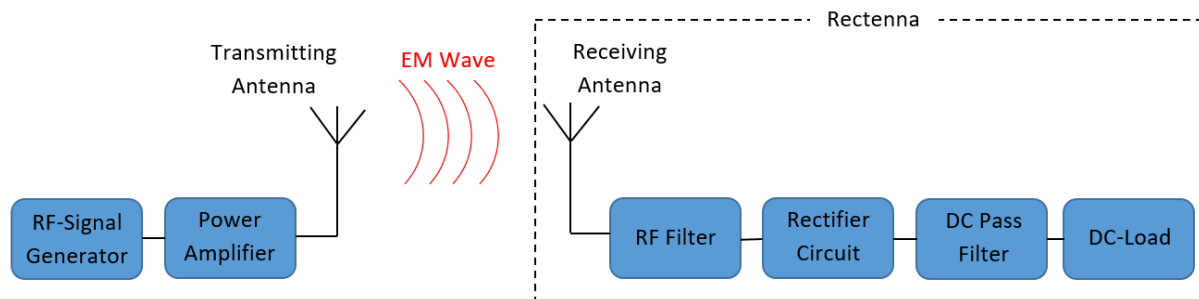 Rectenna
Transmitting
Antenna
EM Wave
Receiving
Antenna
RF-Signal
Generator
Power
Amplifier
RF Filter
Rectifier
Circuit
DC Pass
Filter
DC-Load